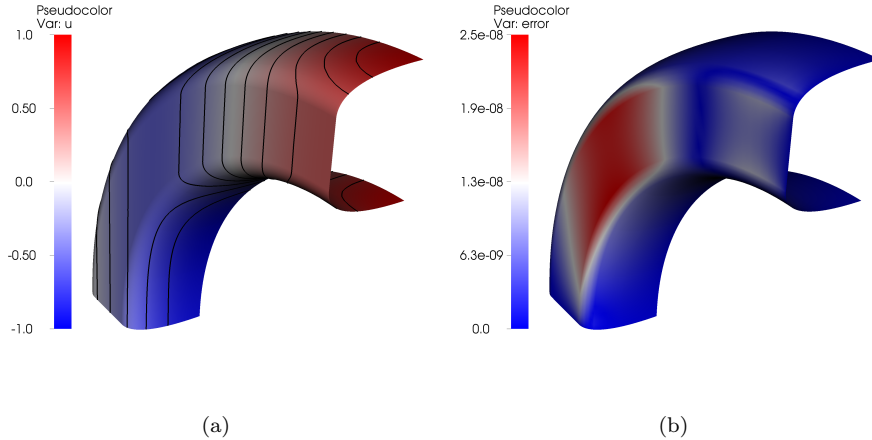 Pseudocolor
Var: u
1.0
0.50
0.0
-0.50
-1.0
(a)
Pseudocolor
Var: error
2.5e-08
1.9e-08
1.3e-08
6.3e-09
0.0
(b)